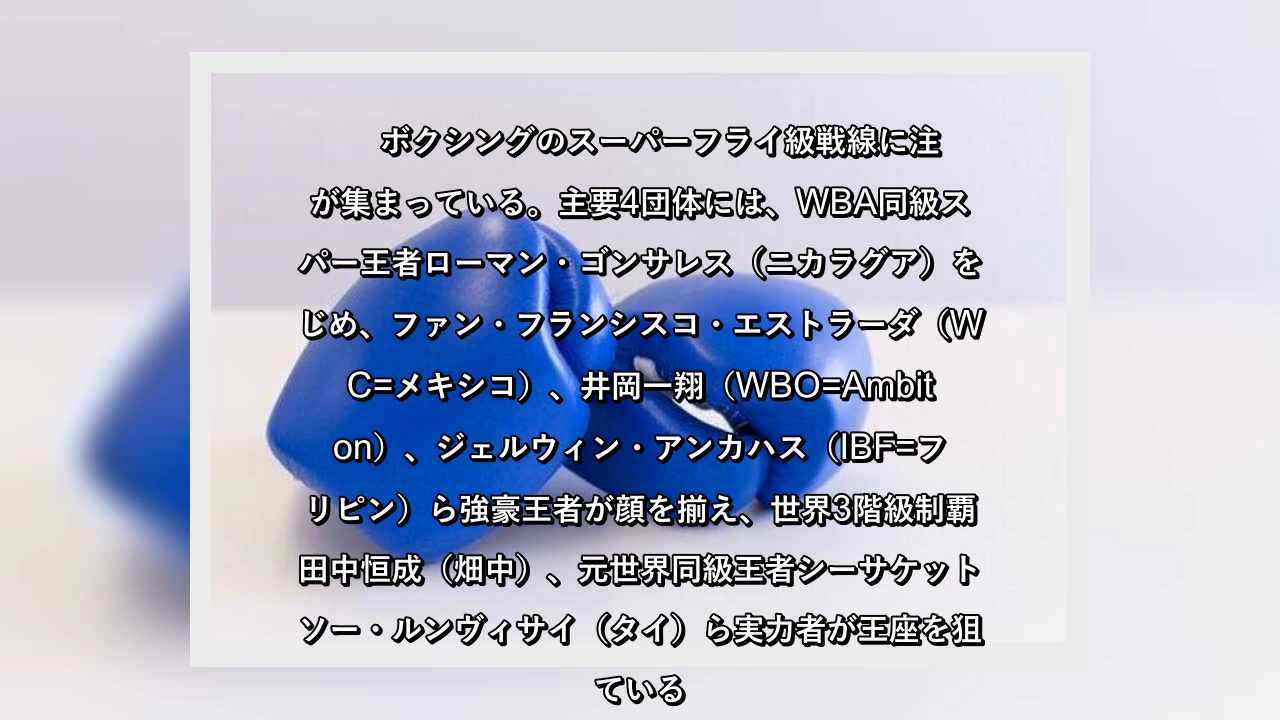 ボクシングのスーパーフライ級戦線に注
が集まっている。主要4団体には、WBA同級ス
パー王者ローマン・ゴンサレス（ニカラグア）を
じめ、ファン・フランシスコ・エストラーダ（W
C=メキシコ）、井岡一翔（WBO=Ambit
on）、ジェルウィン・アンカハス（IBF=フ
リピン）ら強豪王者が顔を揃え、世界3階級制覇
田中恒成（畑中）、元世界同級王者シーサケット
ソー・ルンヴィサイ（タイ）ら実力者が王座を狙
ている